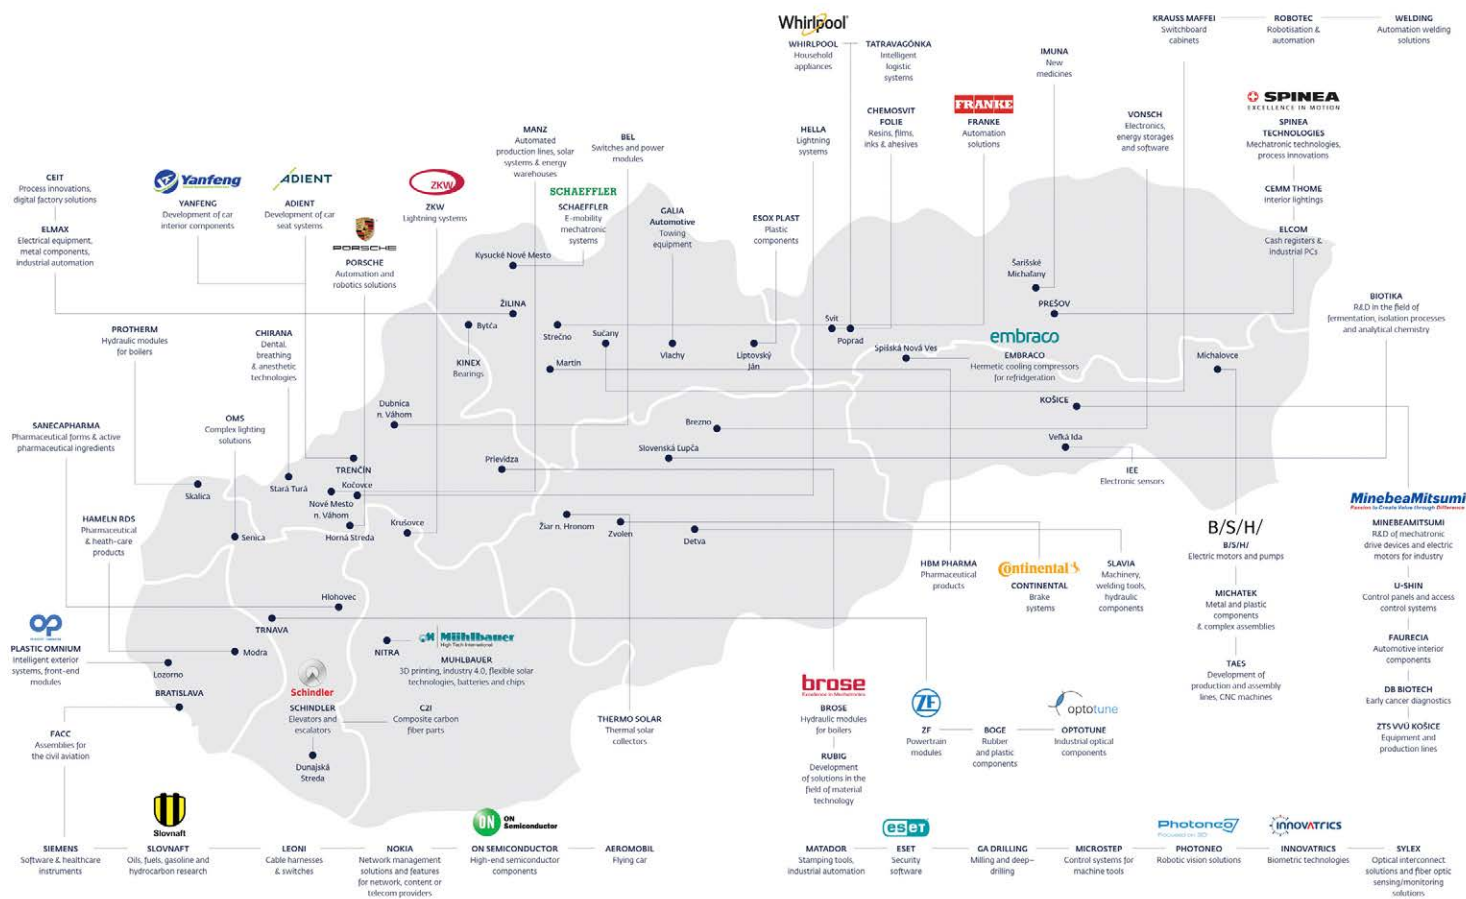 Whirlpool
WHIRLPOOL
Household
appliances
TATRAVAGÓNKA
Intelligent
logistic
systems
KRAUSS MAFFEI
Switchboard
cabinets
ROBOTEC
Robotisation &
automation
WELDING
Automation welding
solutions
IMUNA
New
medicines
SPINEA
EXCELLENCE IN MOTION
SPINEA
TECHNOLOGIES
Mechatronic technologies,
process innovations
CEMM THOME
Interior lightings
ELCOM
Cash registers &
industrial PCs
FRANKE
FRANKE
Automation
solutions
CHEMOSVIT
FOLIE
Resins, films,
inks & ahesives
HELLA
Lightning
systems
VONSCH
Electronics,
energy storages
and software
MANZ
Automated
production lines, solar
systems & energy
warehouses
BEL
Switches and power
modules
SCHAEFFLER
SCHAEFFLER
E-mobility
mechatronic
systems
GALIA
Automotive
Towing
equipment
ESOX PLAST
Plastic
components
CEIT
Process innovations,
digital factory solutions
ELMAX
Electrical equipment,
metal components,
industrial automation
Yanfeng
YANFENG
Development of car
interior components
ADIENT
ADIENT
Development of car
seat systems
PORSCHE
PORSCHE
Automation and
robotics solutions
ZKW
ZKW
Lightning systems
Kysucké Nové Mesto
ŽILINA
Bytča
KINEX
Bearings
Strečno
Sučany
Martin
Vlachy
Liptovský
Ján
Svit
Poprad
Spišská Nová Ves
Šarišské
Michaľany
PREŠOV
embraco
EMBRACO
Hermetic cooling compressors
for refridgeration
Michalovce
BIOTIKA
R&D in the field of
fermentation, isolation processes
and analytical chemistry
PROTHERM
Hydraulic modules
for boilers
CHIRANA
Dental,
breathing
& anesthetic
technologies
SANECAPHARMA
Pharmaceutical forms & active
pharmaceutical ingredients
OMS
Complex lighting
solutions
Dubnica
n. Váhom
Brezno
Slovenská Ľupča
KOŠICE
Veľká Ida
IEE
Electronic sensors
TRENČÍN
Kočovce
Stará Turá
Nové Mesto
n. Váhom
Horná Streda
Skalica
Senica
Prievidza
Krušovce
Žiar n. Hronom
Zvolen
Detva
HAMELN RDS
Pharmaceutical
& heath-care
products
Hlohovec
TRNAVA
Modra
Lozorno
BRATISLAVA
NITRA
Mühlbauer
High Tech International
MUHLBAUER
3D printing, industry 4.0, flexible solar
technologies, batteries and chips
HBM PHARMA
Pharmaceutical
products
Continental
CONTINENTAL
Brake
systems
SLAVIA
Machinery,
welding tools,
hydraulic
components
B/S/H/
B/S/H/
Electric motors and pumps
MICHATEK
Metal and plastic
components
& complex assemblies
TAES
Development of
production and assembly
lines, CNC machines
MinebeaMitsumi
Passion to Create Value through Difference
MINEBEAMITSUMI
R&D of mechatronic
drive devices and electric
motors for industry
U-SHIN
Control panels and access
control systems
FAURECIA
Automotive interior
components
DB BIOTECH
Early cancer diagnostics
ZTS VVÚ KOŠICE
Equipment and
production lines
op
PLASTIC OMNIUM
Intelligent exterior
systems, front-end
modules
Schindler
SCHINDLER
Elevators and
escalators
C2I
Composite carbon
fiber parts
Dunajská
Streda
THERMO SOLAR
Thermal solar
collectors
brose
Excellence in Mechatronics
BROSE
Hydraulic modules
for boilers
RUBIG
Development
of solutions in the
field of material
technology
ZF
ZF
Powertrain
modules
BOGE
Rubber
and plastic
components
optotune
OPTOTUNE
Industrial optical
components
FACC
Assemblies for
the civil aviation
SIEMENS
Software & healthcare
instruments
Slovnaft
SLOVNAFT
Oils, fuels, gasoline and
hydrocarbon research
LEONI
Cable harnesses
& switches
NOKIA
Network management
solutions and features
for network, content or
telecom providers
ON
ON
Semiconductor
ON SEMICONDUCTOR
High-end semiconductor
components
AEROMOBIL
Flying car
MATADOR
Stamping tools,
industrial automation
eset
ESET
Security
software
GA DRILLING
Milling and deep-
drilling
MICROSTEP
Control systems for
machine tools
Photoneo
Focused on 3D
PHOTONEO
Robotic vision solutions
INNOVATRICS
INNOVATRICS
Biometric technologies
SYLEX
Optical interconnect
solutions and fiber optic
sensing/monitoring
solutions